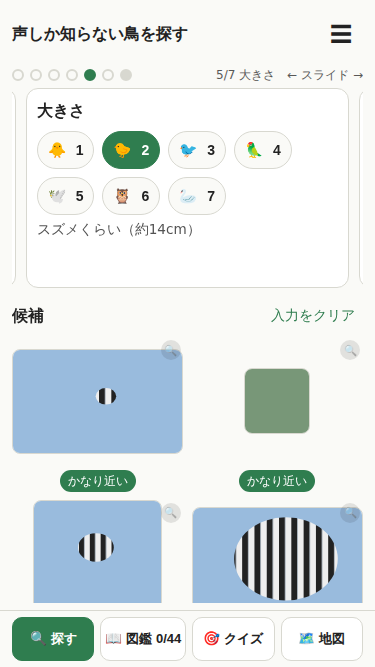 声しか知らない鳥を探す
☰
5/7 大きさ ← スライド →
大きさ
🐥 1
🐤 2
🐦 3
🦜 4
🕊️ 5
🦉 6
🦢 7
スズメくらい（約14cm）
候補 入力をクリア
かなり近い かなり近い
🔍 探す 📖 図鑑 0/44 🎯 クイズ 🗺️ 地図